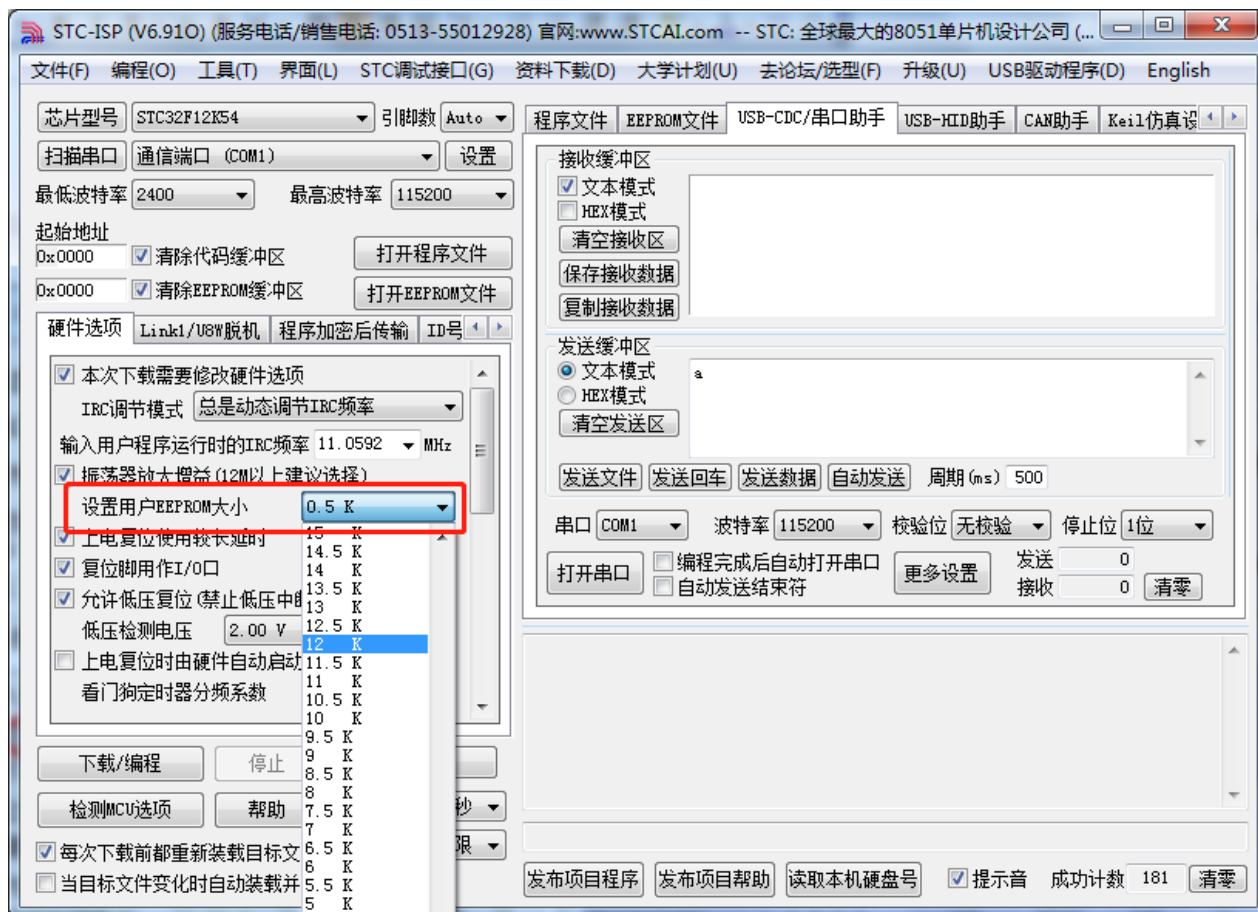 STC-ISP (V6.91O) (服务电话/销售电话: 0513-55012928) 官网:www.STCAI.com -- STC: 全球最大的8051单片机设计公司 (...
文件(F) 编程(O) 工具(T) 界面(L) STC调试接口(G) 资料下载(D) 大学计划(U) 去论坛/选型(F) 升级(U) USB驱动程序(D) English
芯片型号 STC32F12K54 引脚数 Auto
扫描串口 通信端口 (COM1) 设置
最低波特率 2400 最高波特率 115200
起始地址
0x0000 清除代码缓冲区 打开程序文件
0x0000 清除EEPROM缓冲区 打开EEPROM文件
硬件选项 Link1/U8W脱机 程序加密后传输 ID号
本次下载需要修改硬件选项
IRC调节模式 总是动态调节IRC频率
输入用户程序运行时的IRC频率 11.0592 MHz
振荡器放大增益(12M以上建议选择)
设置用户EEPROM大小 0.5 K
上电复位使用较长延时
复位脚用作I/O口
允许低压复位(禁止低压中
低压检测电压 2.00 V
上电复位时由硬件自动启动
看门狗定时器分频系数
15 K
14.5 K
14 K
13.5 K
13 K
12.5 K
12 K
11.5 K
11 K
10.5 K
10 K
9.5 K
9 K
8.5 K
8 K
7.5 K
7 K
6.5 K
6 K
5.5 K
5 K
下载/编程 停止
检测MCU选项 帮助 秒
每次下载前都重新装载目标文
当目标文件变化时自动装载并
程序文件 EEPROM文件 USB-CDC/串口助手 USB-HID助手 CAN助手 Keil仿真设
接收缓冲区
文本模式
HEX模式
清空接收区
保存接收数据
复制接收数据
发送缓冲区
文本模式 a
HEX模式
清空发送区
发送文件 发送回车 发送数据 自动发送 周期(ms) 500
串口 COM1 波特率 115200 校验位 无校验 停止位 1位
打开串口 编程完成后自动打开串口 更多设置 发送 0
自动发送结束符 接收 0 清零
发布项目程序 发布项目帮助 读取本机硬盘号 提示音 成功计数 181 清零